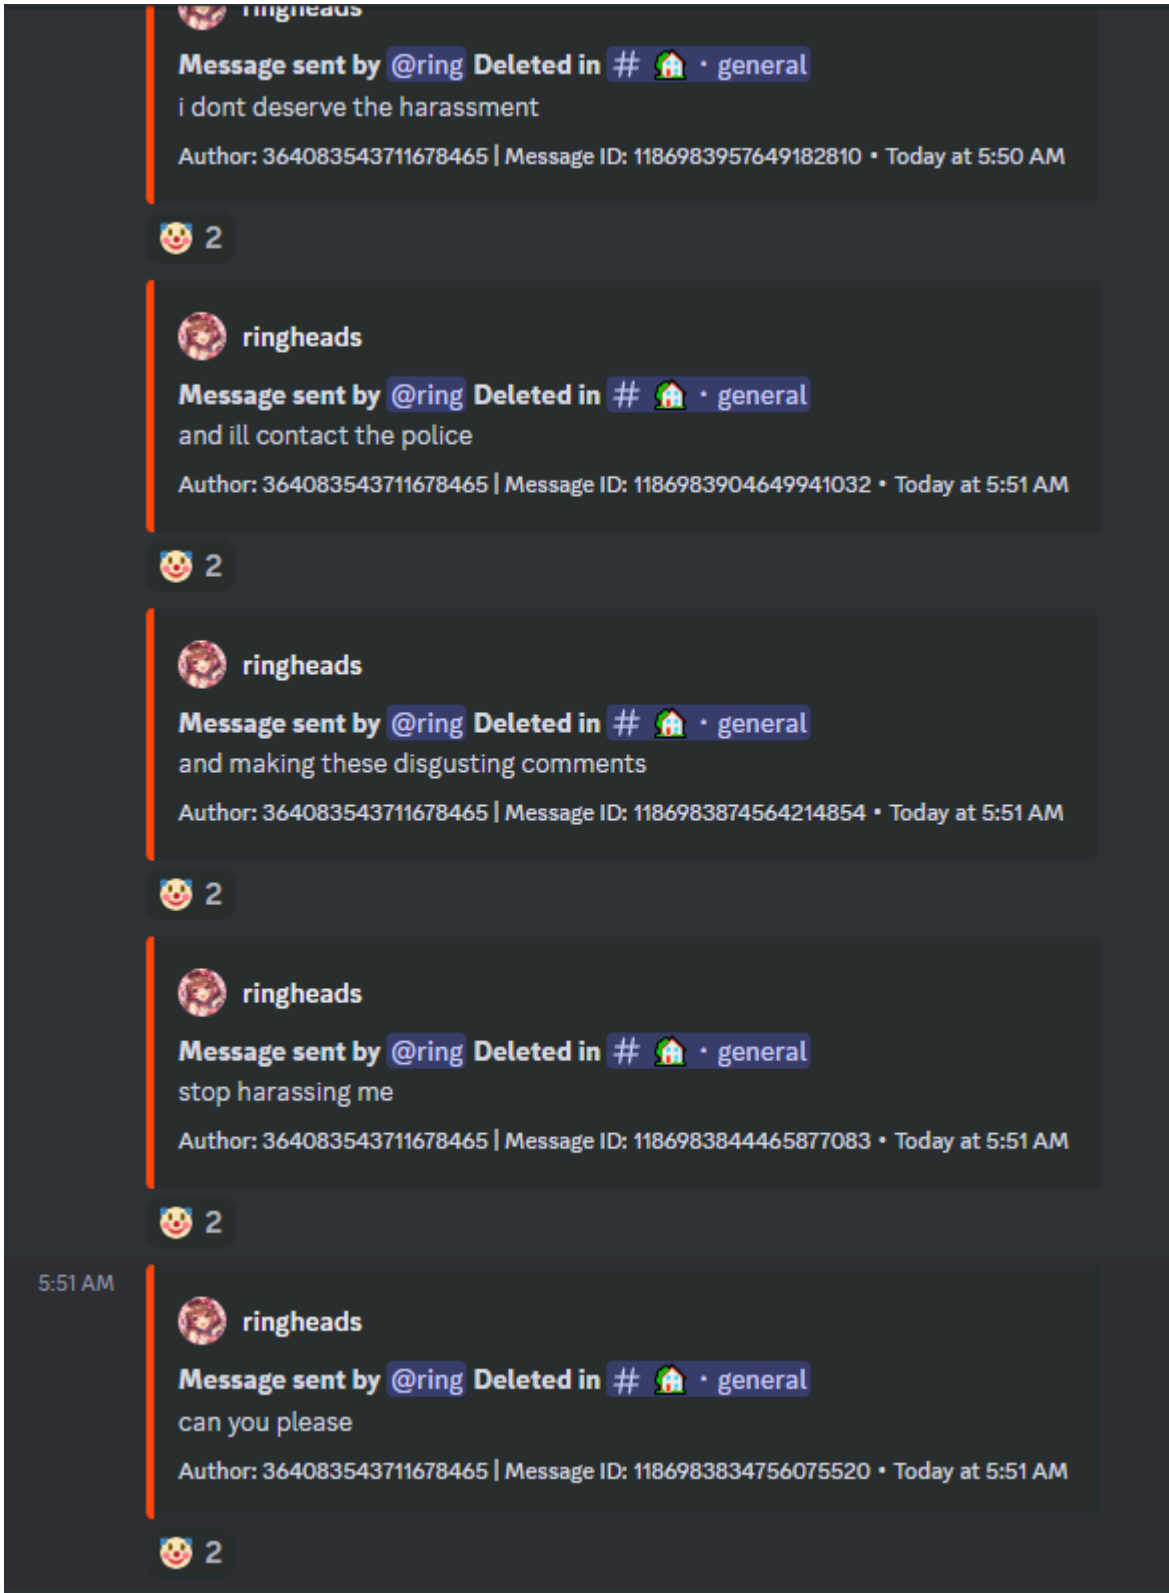 ringheads
Message sent by @ring Deleted in # 🏠 · general
i dont deserve the harassment
Author: 364083543711678465 | Message ID: 1186983957649182810 • Today at 5:50 AM
🤡 2
ringheads
Message sent by @ring Deleted in # 🏠 · general
and ill contact the police
Author: 364083543711678465 | Message ID: 1186983904649941032 • Today at 5:51 AM
🤡 2
ringheads
Message sent by @ring Deleted in # 🏠 · general
and making these disgusting comments
Author: 364083543711678465 | Message ID: 1186983874564214854 • Today at 5:51 AM
🤡 2
ringheads
Message sent by @ring Deleted in # 🏠 · general
stop harassing me
Author: 364083543711678465 | Message ID: 1186983844465877083 • Today at 5:51 AM
🤡 2
5:51 AM
ringheads
Message sent by @ring Deleted in # 🏠 · general
can you please
Author: 364083543711678465 | Message ID: 1186983834756075520 • Today at 5:51 AM
🤡 2